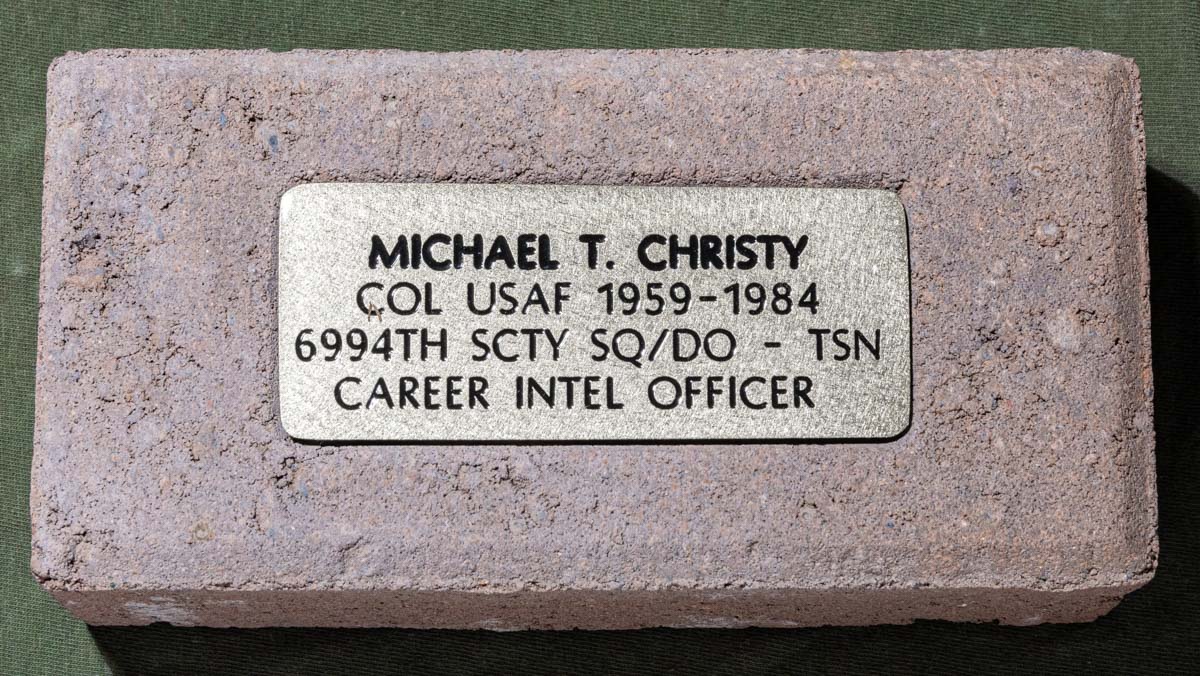 MICHAEL T. CHRISTY
COL USAF 1959-1984
6994TH SCTY SQ/DO - TSN
CAREER INTEL OFFICER